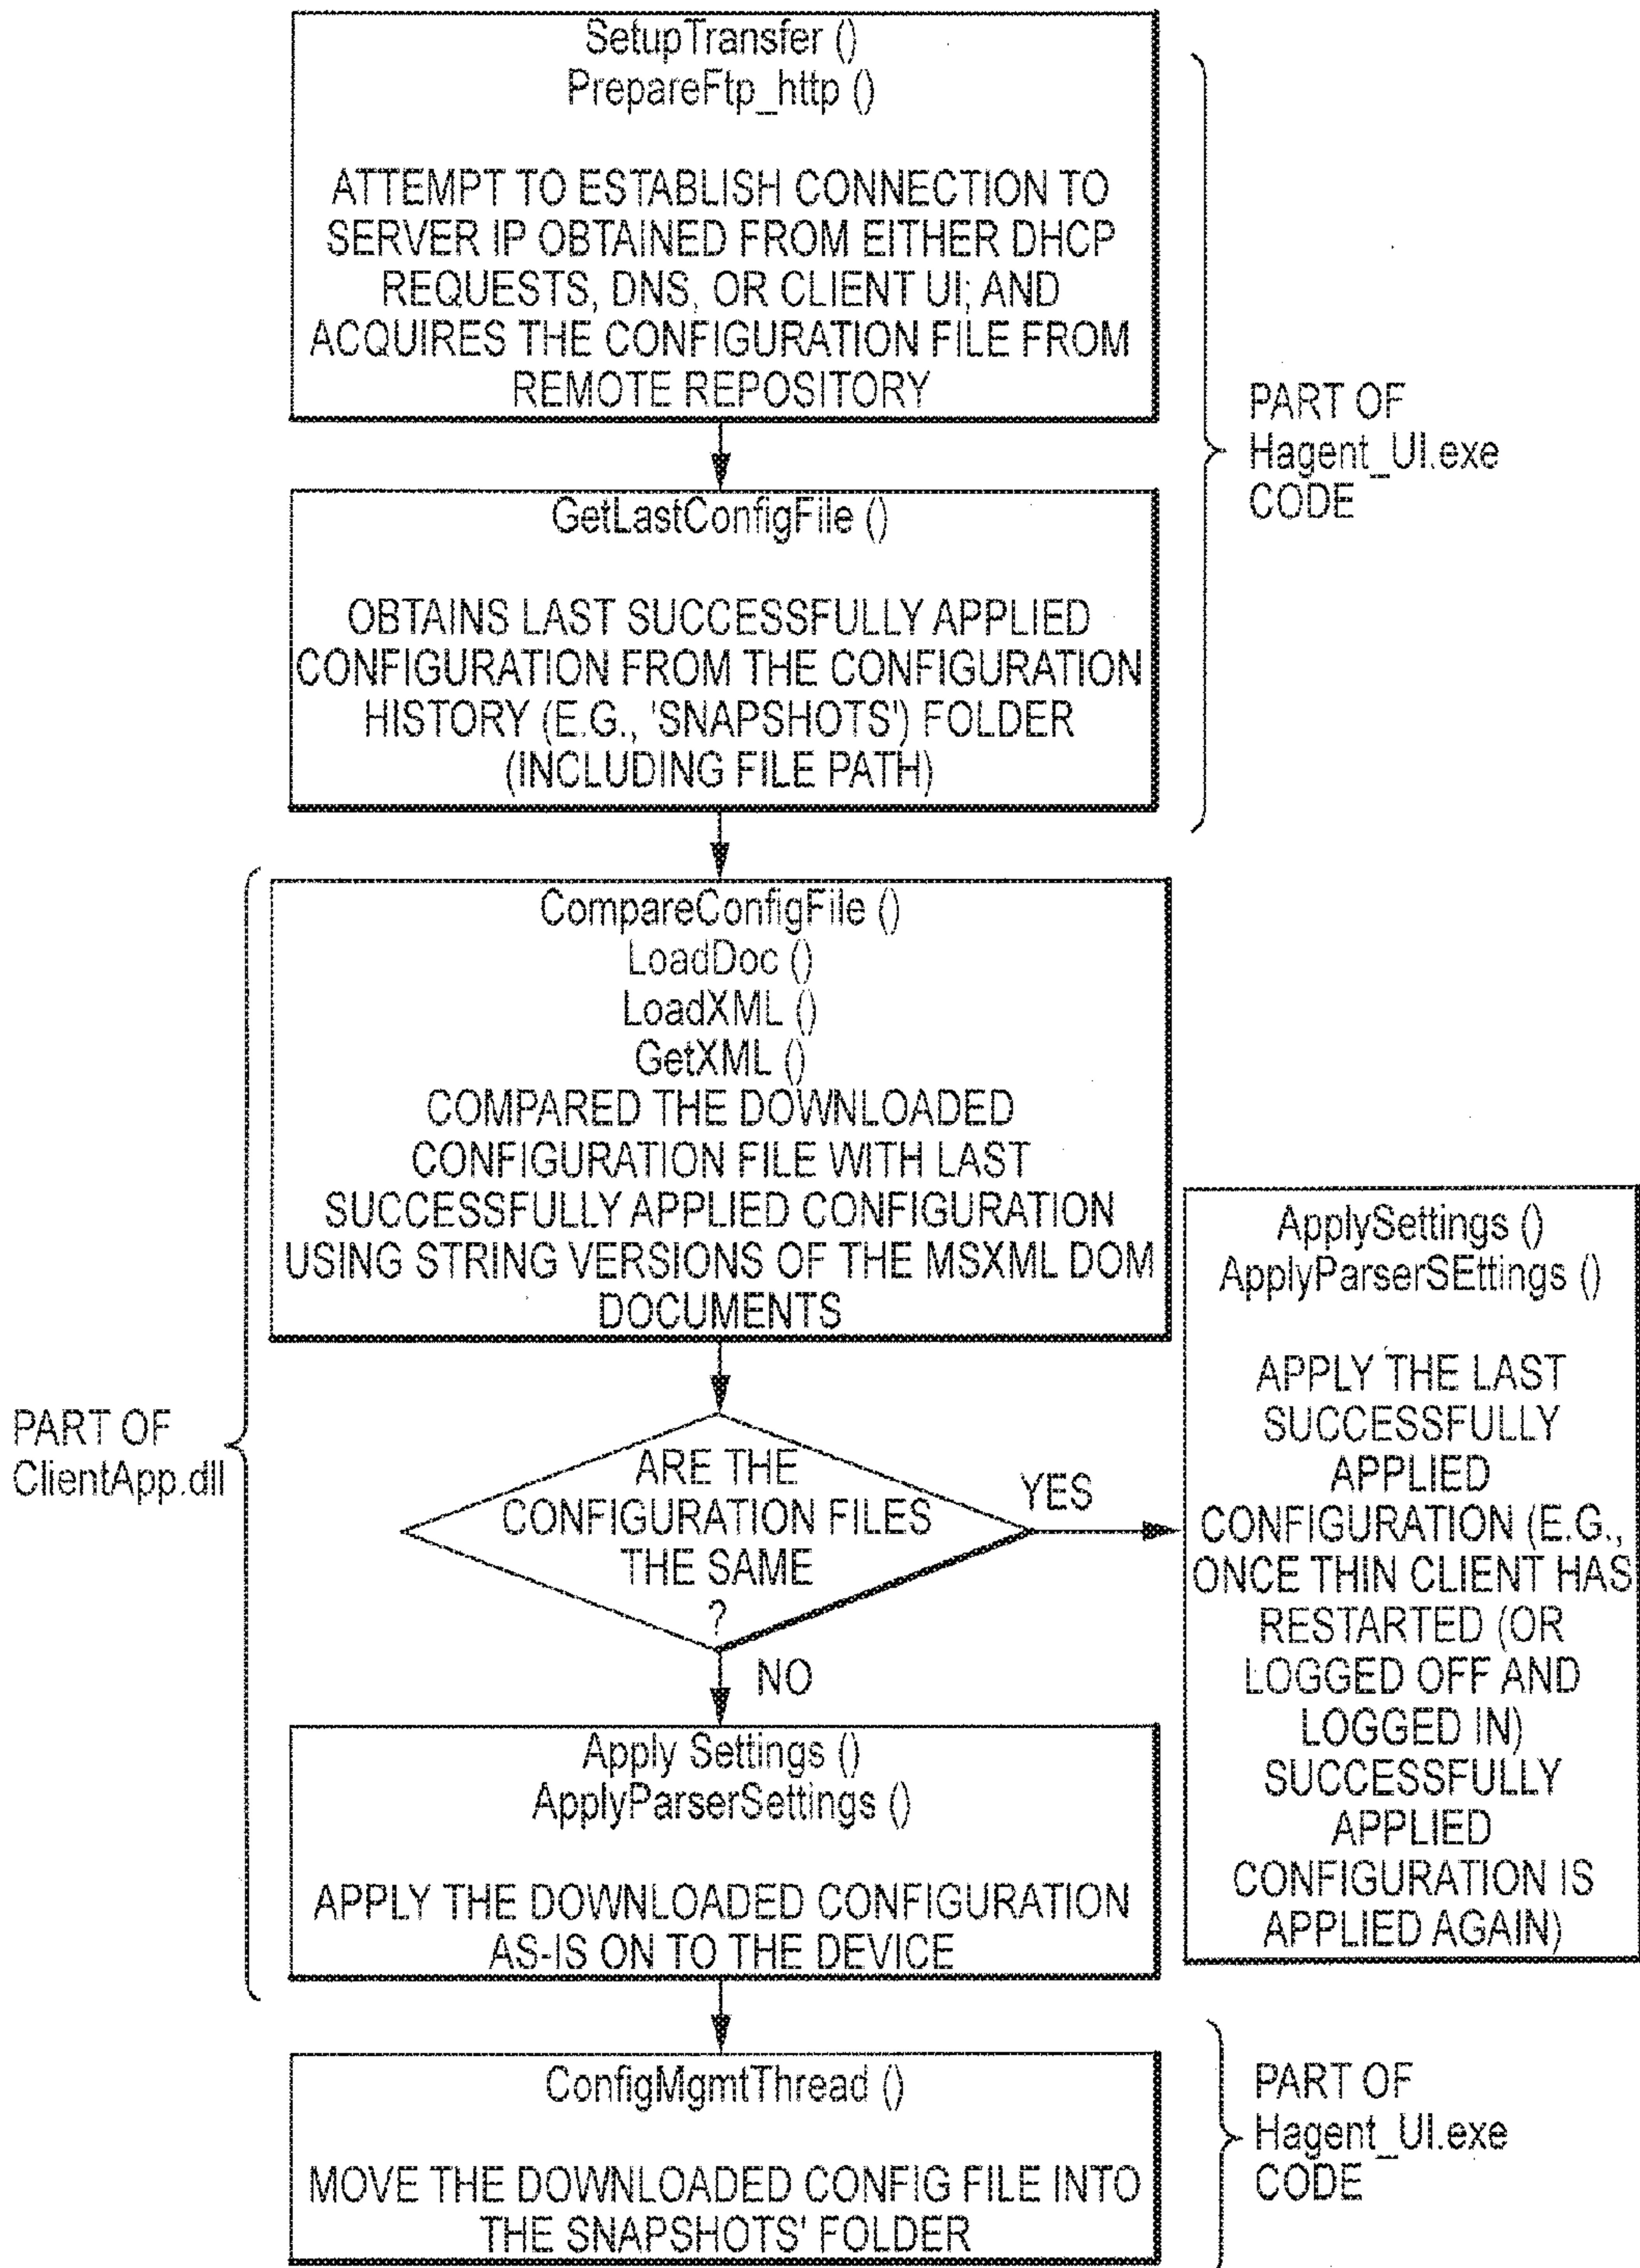 SetupTransfer ()
PrepareFtp_http ()
ATTEMPT TO ESTABLISH CONNECTION TO
SERVER IP OBTAINED FROM EITHER DHCP
REQUESTS, DNS, OR CLIENT UI; AND
ACQUIRES THE CONFIGURATION FILE FROM
REMOTE REPOSITORY
PART OF
Hagent_UI.exe
CODE
GetLastConfigFile ()
OBTAINS LAST SUCCESSFULLY APPLIED
CONFIGURATION FROM THE CONFIGURATION
HISTORY (E.G., 'SNAPSHOTS') FOLDER
(INCLUDING FILE PATH)
CompareConfigFile ()
LoadDoc ()
LoadXML ()
GetXML ()
COMPARED THE DOWNLOADED
CONFIGURATION FILE WITH LAST
SUCCESSFULLY APPLIED CONFIGURATION
USING STRING VERSIONS OF THE MSXML DOM
DOCUMENTS
PART OF
ClientApp.dll
ARE THE
CONFIGURATION FILES
THE SAME
?
YES
NO
ApplySettings ()
ApplyParserSEttings ()
APPLY THE LAST
SUCCESSFULLY
APPLIED
CONFIGURATION (E.G.,
ONCE THIN CLIENT HAS
RESTARTED (OR
LOGGED OFF AND
LOGGED IN)
SUCCESSFULLY
APPLIED
CONFIGURATION IS
APPLIED AGAIN)
Apply Settings ()
ApplyParserSettings ()
APPLY THE DOWNLOADED CONFIGURATION
AS-IS ON TO THE DEVICE
ConfigMgmtThread ()
MOVE THE DOWNLOADED CONFIG FILE INTO
THE SNAPSHOTS' FOLDER
PART OF
Hagent_UI.exe
CODE